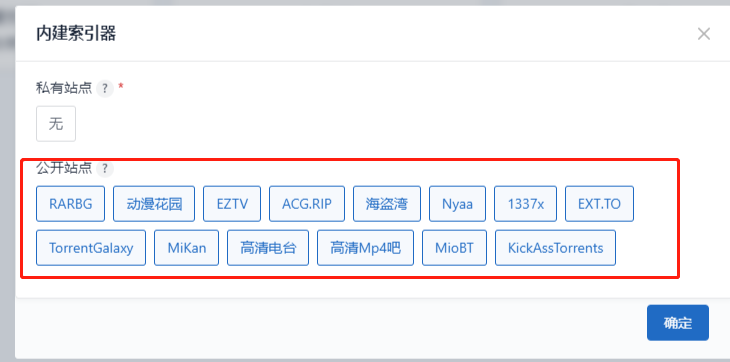 内建索引器
私有站点 ? *
无
公开站点 ?
RARBG 动漫花园 EZTV ACG.RIP 海盗湾 Nyaa 1337x EXT.TO
TorrentGalaxy MiKan 高清电台 高清Mp4吧 MioBT KickAssTorrents
确定